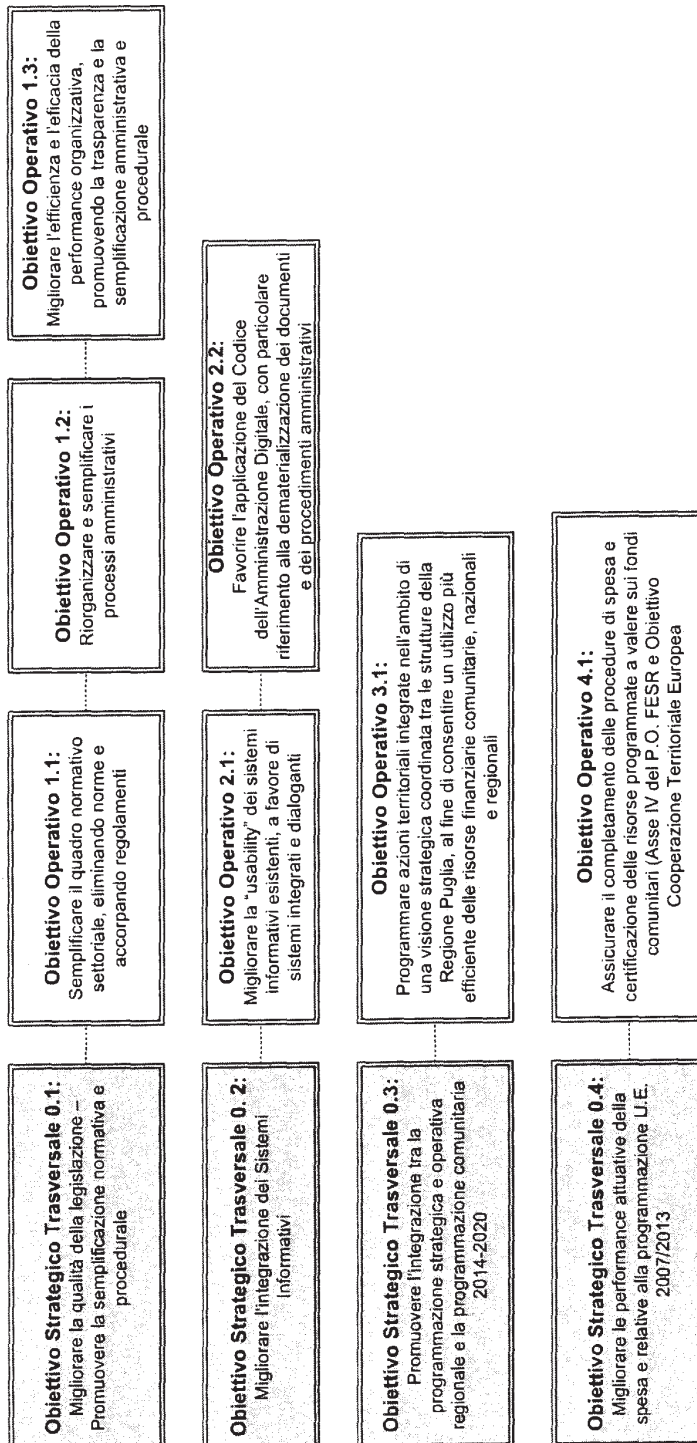 Obiettivo Strategico Trasversale 0.1:
Migliorare la qualità della legislazione –
Promuovere la semplificazione normativa e
procedurale
Obiettivo Operativo 1.1:
Semplificare il quadro normativo
settoriale, eliminando norme e
accorpando regolamenti
Obiettivo Operativo 1.2:
Riorganizzare e semplificare i
processi amministrativi
Obiettivo Operativo 1.3:
Migliorare l'efficienza e l'eficacia della
performance organizzativa,
promuovendo la trasparenza e la
semplificazione amministrativa e
procedurale
Obiettivo Strategico Trasversale 0. 2:
Migliorare l'integrazione dei Sistemi
Informativi
Obiettivo Operativo 2.1:
Migliorare la "usability" dei sistemi
informativi esistenti, a favore di
sistemi integrati e dialoganti
Obiettivo Operativo 2.2:
Favorire l'applicazione del Codice
dell'Amministrazione Digitale, con particolare
riferimento alla dematerializzazione dei documenti
e dei procedimenti amministrativi
Obiettivo Strategico Trasversale 0.3:
Promuovere l'integrazione tra la
programmazione strategica e operativa
regionale e la programmazione comunitaria
2014-2020
Obiettivo Operativo 3.1:
Programmare azioni territoriali integrate nell'ambito di
una visione strategica coordinata tra le strutture della
Regione Puglia, al fine di consentire un utilizzo più
efficiente delle risorse finanziarie comunitarie, nazionali
e regionali
Obiettivo Strategico Trasversale 0.4:
Migliorare le performance attuative della
spesa e relative alla programmazione U.E.
2007/2013
Obiettivo Operativo 4.1:
Assicurare il completamento delle procedure di spesa e
certificazione delle risorse programmate a valere sui fondi
comunitari (Asse IV del P.O. FESR e Obiettivo
Cooperazione Territoriale Europea